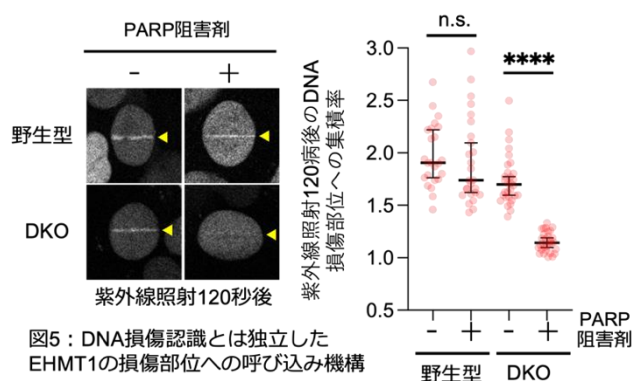 PARP阻害剤
- +
野生型
DKO
紫外線照射120秒後
図5：DNA損傷認識とは独立した
EHMT1の損傷部位への呼び込み機構
紫外線照射120病後のDNA
損傷部位への集積率
n.s.
****
3.0
2.5
2.0
1.5
1.0
0.5
- + - + PARP
阻害剤
野生型 DKO